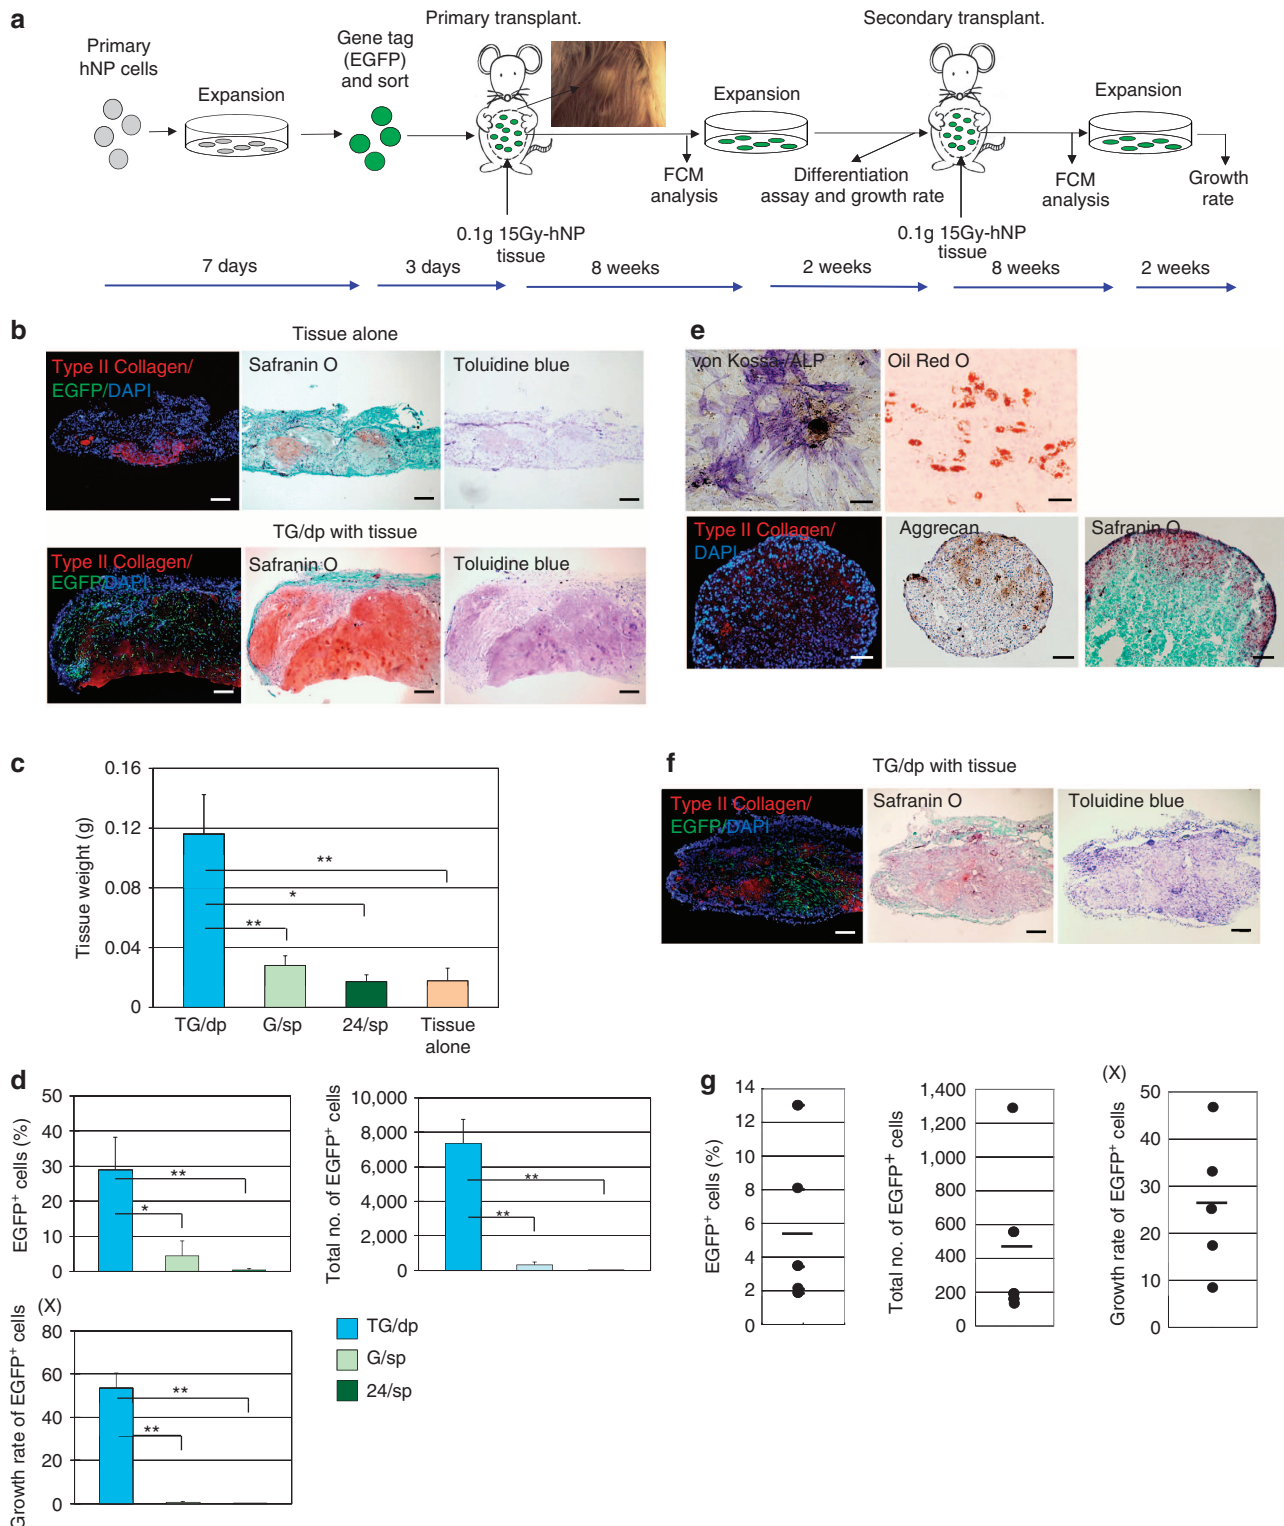 a
Primary transplant.
Secondary transplant.
Primary
hNP cells
Expansion
Gene tag
(EGFP)
and sort
Expansion
Expansion
FCM
analysis
Differentiation
assay and growth rate
FCM
analysis
Growth
rate
0.1g 15Gy-hNP
tissue
0.1g 15Gy-hNP
tissue
7 days
3 days
8 weeks
2 weeks
8 weeks
2 weeks
b
Tissue alone
Type II Collagen/
EGFP/DAPI
Safranin O
Toluidine blue
TG/dp with tissue
Type II Collagen/
EGFP/DAPI
Safranin O
Toluidine blue
e
von Kossa /ALP
Oil Red O
Type II Collagen/
DAPI
Aggrecan
Safranin O
c
Tissue weight (g)
0.16
0.12
0.08
0.04
0
**
*
**
TG/dp
G/sp
24/sp
Tissue
alone
f
TG/dp with tissue
Type II Collagen/
EGFP/DAPI
Safranin O
Toluidine blue
d
EGFP+ cells (%)
50
40
30
20
10
0
**
*
Total no. of EGFP+ cells
10,000
8,000
6,000
4,000
2,000
0
**
**
(X)
Growth rate of EGFP+ cells
80
60
40
20
0
**
**
TG/dp
G/sp
24/sp
g
EGFP+ cells (%)
14
12
10
8
6
4
2
0
Total no. of EGFP+ cells
1,400
1,200
1,000
800
600
400
200
0
(X)
Growth rate of EGFP+ cells
50
40
30
20
10
0